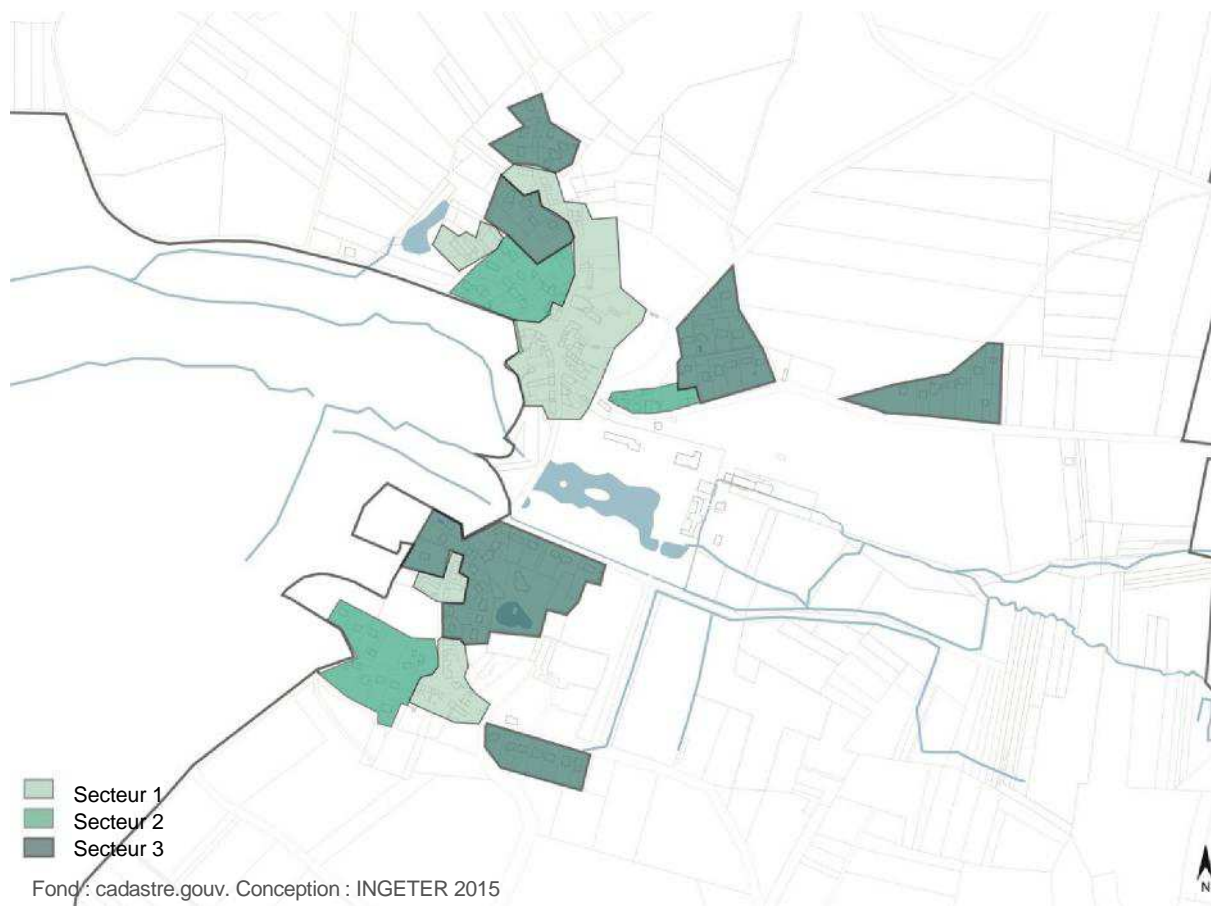 Secteur 1
Secteur 2
Secteur 3
Fond : cadastre.gouv. Conception : INGETER 2015
N